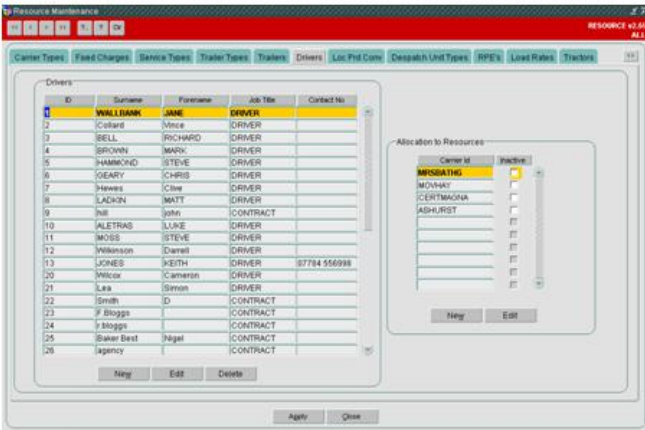 Resource Maintenance
RESOURCE v2.6
ALL
Carrier Types Fixed Charges Service Types Trailer Types Trailers Drivers Loc Prd Conv Despatch Unit Types RPE's Load Rates Tractors
Drivers
ID Surname Forename Job Title Contact No
1 WALLBANK JANE DRIVER
2 Collard Vince DRIVER
3 BELL RICHARD DRIVER
4 BROWN MARK DRIVER
5 HAMMOND STEVE DRIVER
6 GEARY CHRIS DRIVER
7 Hewes Clive DRIVER
8 LADKIN MATT DRIVER
9 hill john CONTRACT
10 ALETRAS LUKE DRIVER
11 MOSS STEVE DRIVER
12 Wilkinson Darrell DRIVER
13 JONES KEITH DRIVER 07784 556998
20 Wilcox Cameron DRIVER
21 Lea Simon DRIVER
22 Smith D CONTRACT
23 F.Bloggs CONTRACT
24 r.bloggs CONTRACT
25 Baker Best Nigel CONTRACT
26 agency CONTRACT
New Edit Delete
Allocation to Resources
Carrier Id Inactive
MRSBATHG
MOVHAY
CERTMAGNA
ASHURST
New Edit
Apply Close